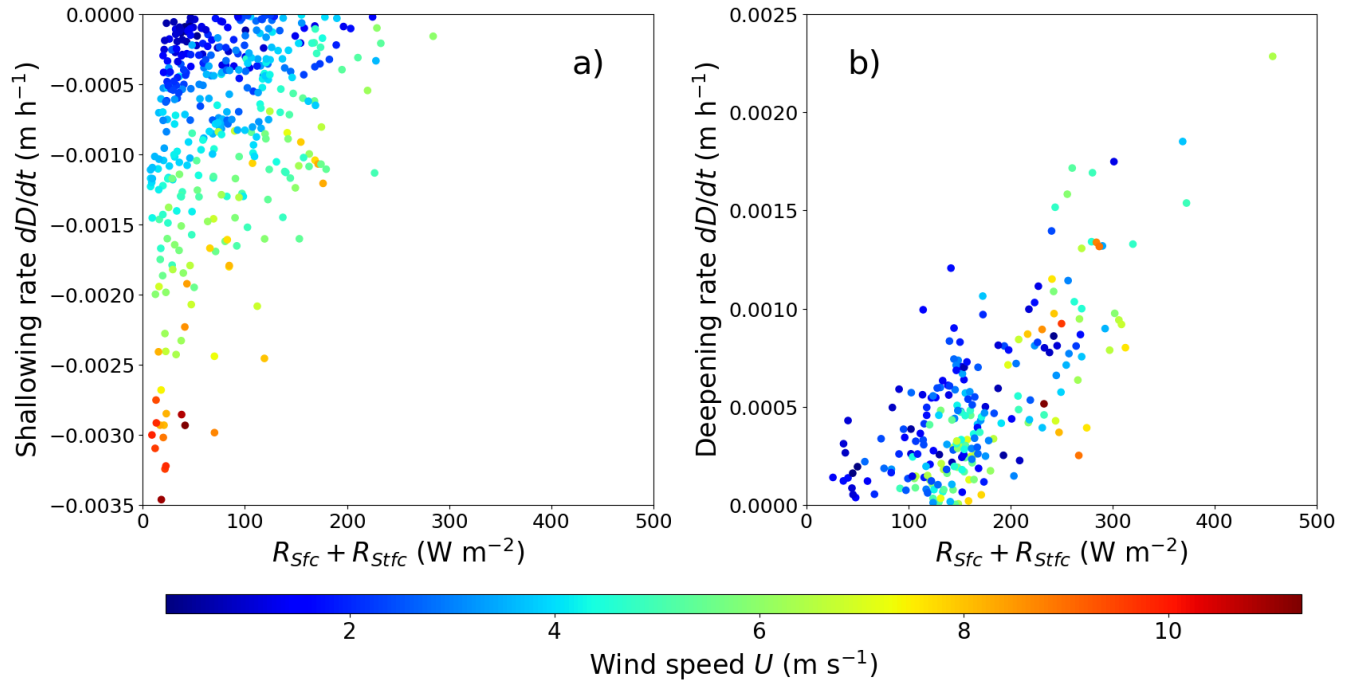 a)
Shallowing rate dD/dt (m h⁻¹)
0.0000
−0.0005
−0.0010
−0.0015
−0.0020
−0.0025
−0.0030
−0.0035
0 100 200 300 400 500
R_Sfc + R_Stfc (W m⁻²)
b)
Deepening rate dD/dt (m h⁻¹)
0.0025
0.0020
0.0015
0.0010
0.0005
0.0000
0 100 200 300 400 500
R_Sfc + R_Stfc (W m⁻²)
2 4 6 8 10
Wind speed U (m s⁻¹)